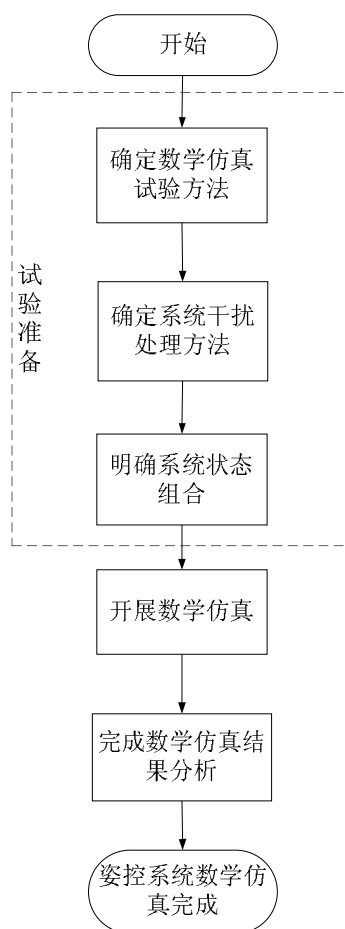 开始
确定数学仿真
试验方法
试
验
准
备
确定系统干扰
处理方法
明确系统状态
组合
开展数学仿真
完成数学仿真结
果分析
姿控系统数学仿
真完成